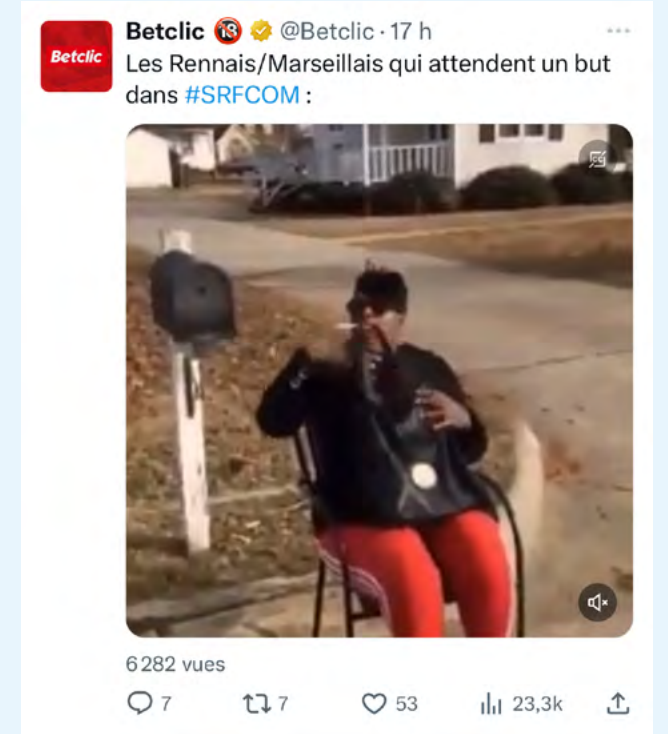 Betclic 🔞 @Betclic · 17 h
Betclic
Les Rennais/Marseillais qui attendent un but
dans #SRFCOM :
CC
6 282 vues
7 7 53 23,3k